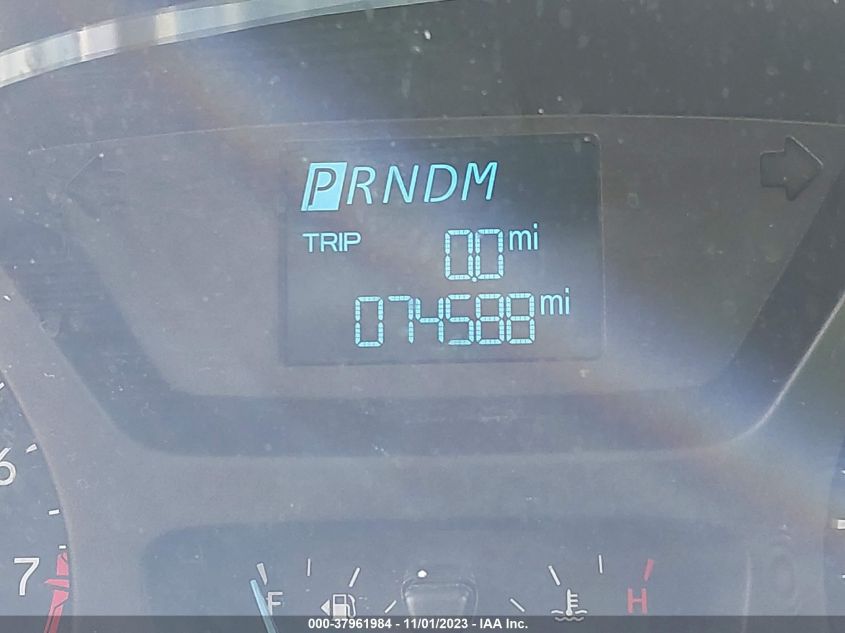 PRNDM
TRIP 0.0 mi
074588 mi
6
7
F H
000-37961984 - 11/01/2023 - IAA Inc.